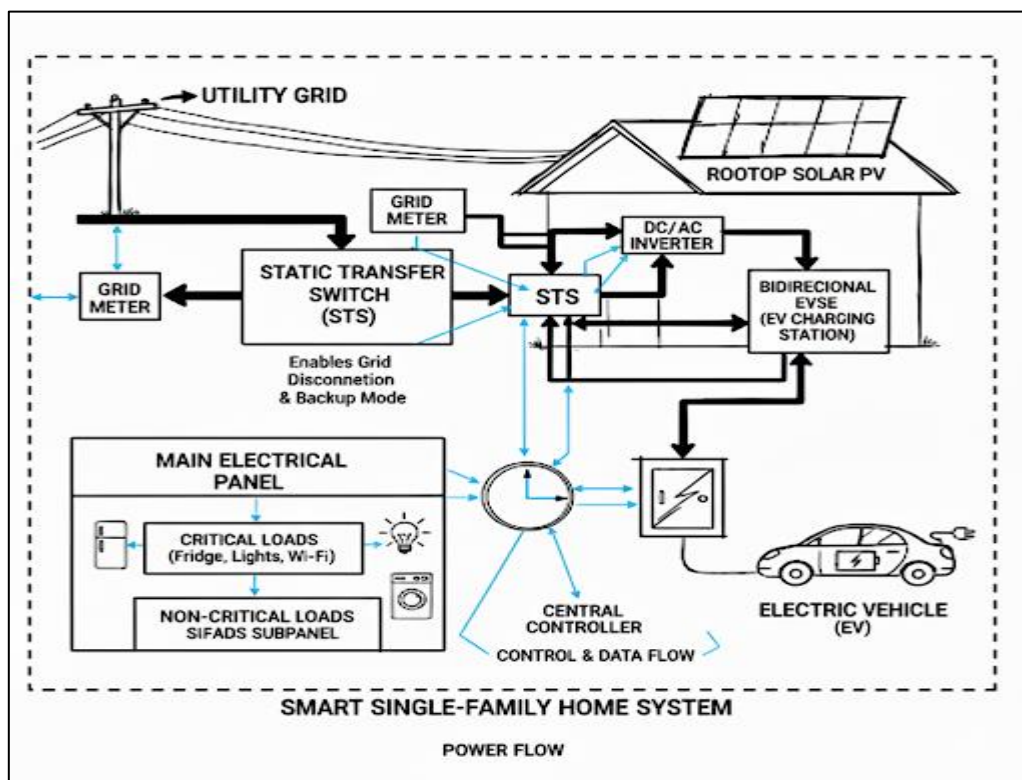 UTILITY GRID
ROOTOP SOLAR PV
GRID
METER
DC/AC
INVERTER
GRID
METER
STATIC TRANSFER
SWITCH
(STS)
STS
BIDIRECIONAL
EVSE
(EV CHARGING
STATION)
Enables Grid
Disconnetion
& Backup Mode
MAIN ELECTRICAL
PANEL
CRITICAL LOADS
(Fridge, Lights, Wi-Fi)
NON-CRITICAL LOADS
SIFADS SUBPANEL
CENTRAL
CONTROLLER
CONTROL & DATA FLOW
ELECTRIC VEHICLE
(EV)
SMART SINGLE-FAMILY HOME SYSTEM
POWER FLOW